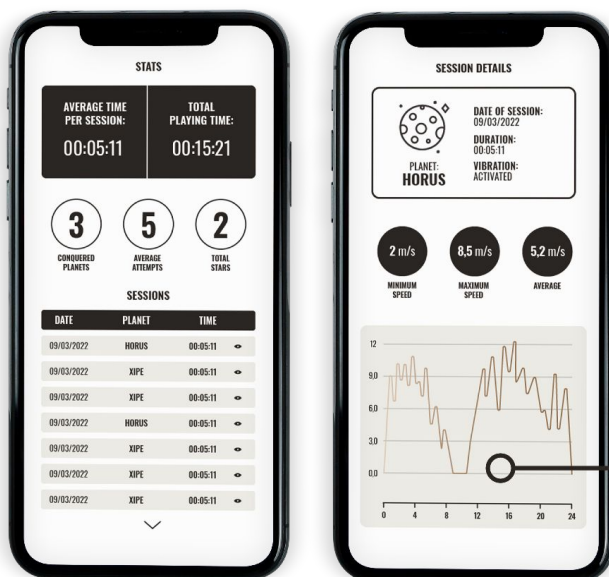 STATS
AVERAGE TIME
PER SESSION:
00:05:11
TOTAL
PLAYING TIME:
00:15:21
3
CONQUERED
PLANETS
5
AVERAGE
ATTEMPTS
2
TOTAL
STARS
SESSIONS
DATE PLANET TIME
09/03/2022 HORUS 00:05:11
09/03/2022 XIPE 00:05:11
09/03/2022 XIPE 00:05:11
09/03/2022 HORUS 00:05:11
09/03/2022 XIPE 00:05:11
09/03/2022 XIPE 00:05:11
09/03/2022 XIPE 00:05:11
SESSION DETAILS
PLANET:
HORUS
DATE OF SESSION:
09/03/2022
DURATION:
00:05:11
VIBRATION:
ACTIVATED
2 m/s
MINIMUM
SPEED
8,5 m/s
MAXIMUM
SPEED
5,2 m/s
AVERAGE
12
9,0
6,0
3,0
0,0
0 4 8 12 16 20 24